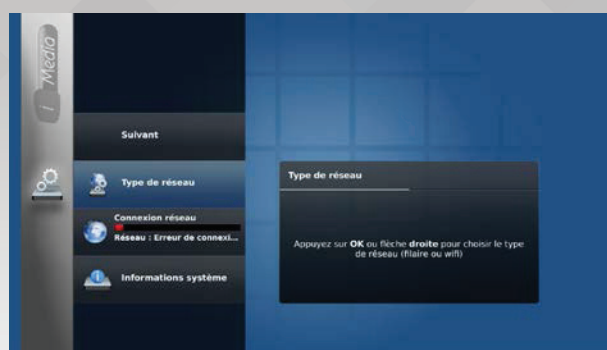 i Media
Suivant
Type de réseau
Connexion réseau
Réseau : Erreur de connexi...
Informations système
Type de réseau
Appuyez sur OK ou flèche droite pour choisir le type
de réseau (filaire ou wifi)